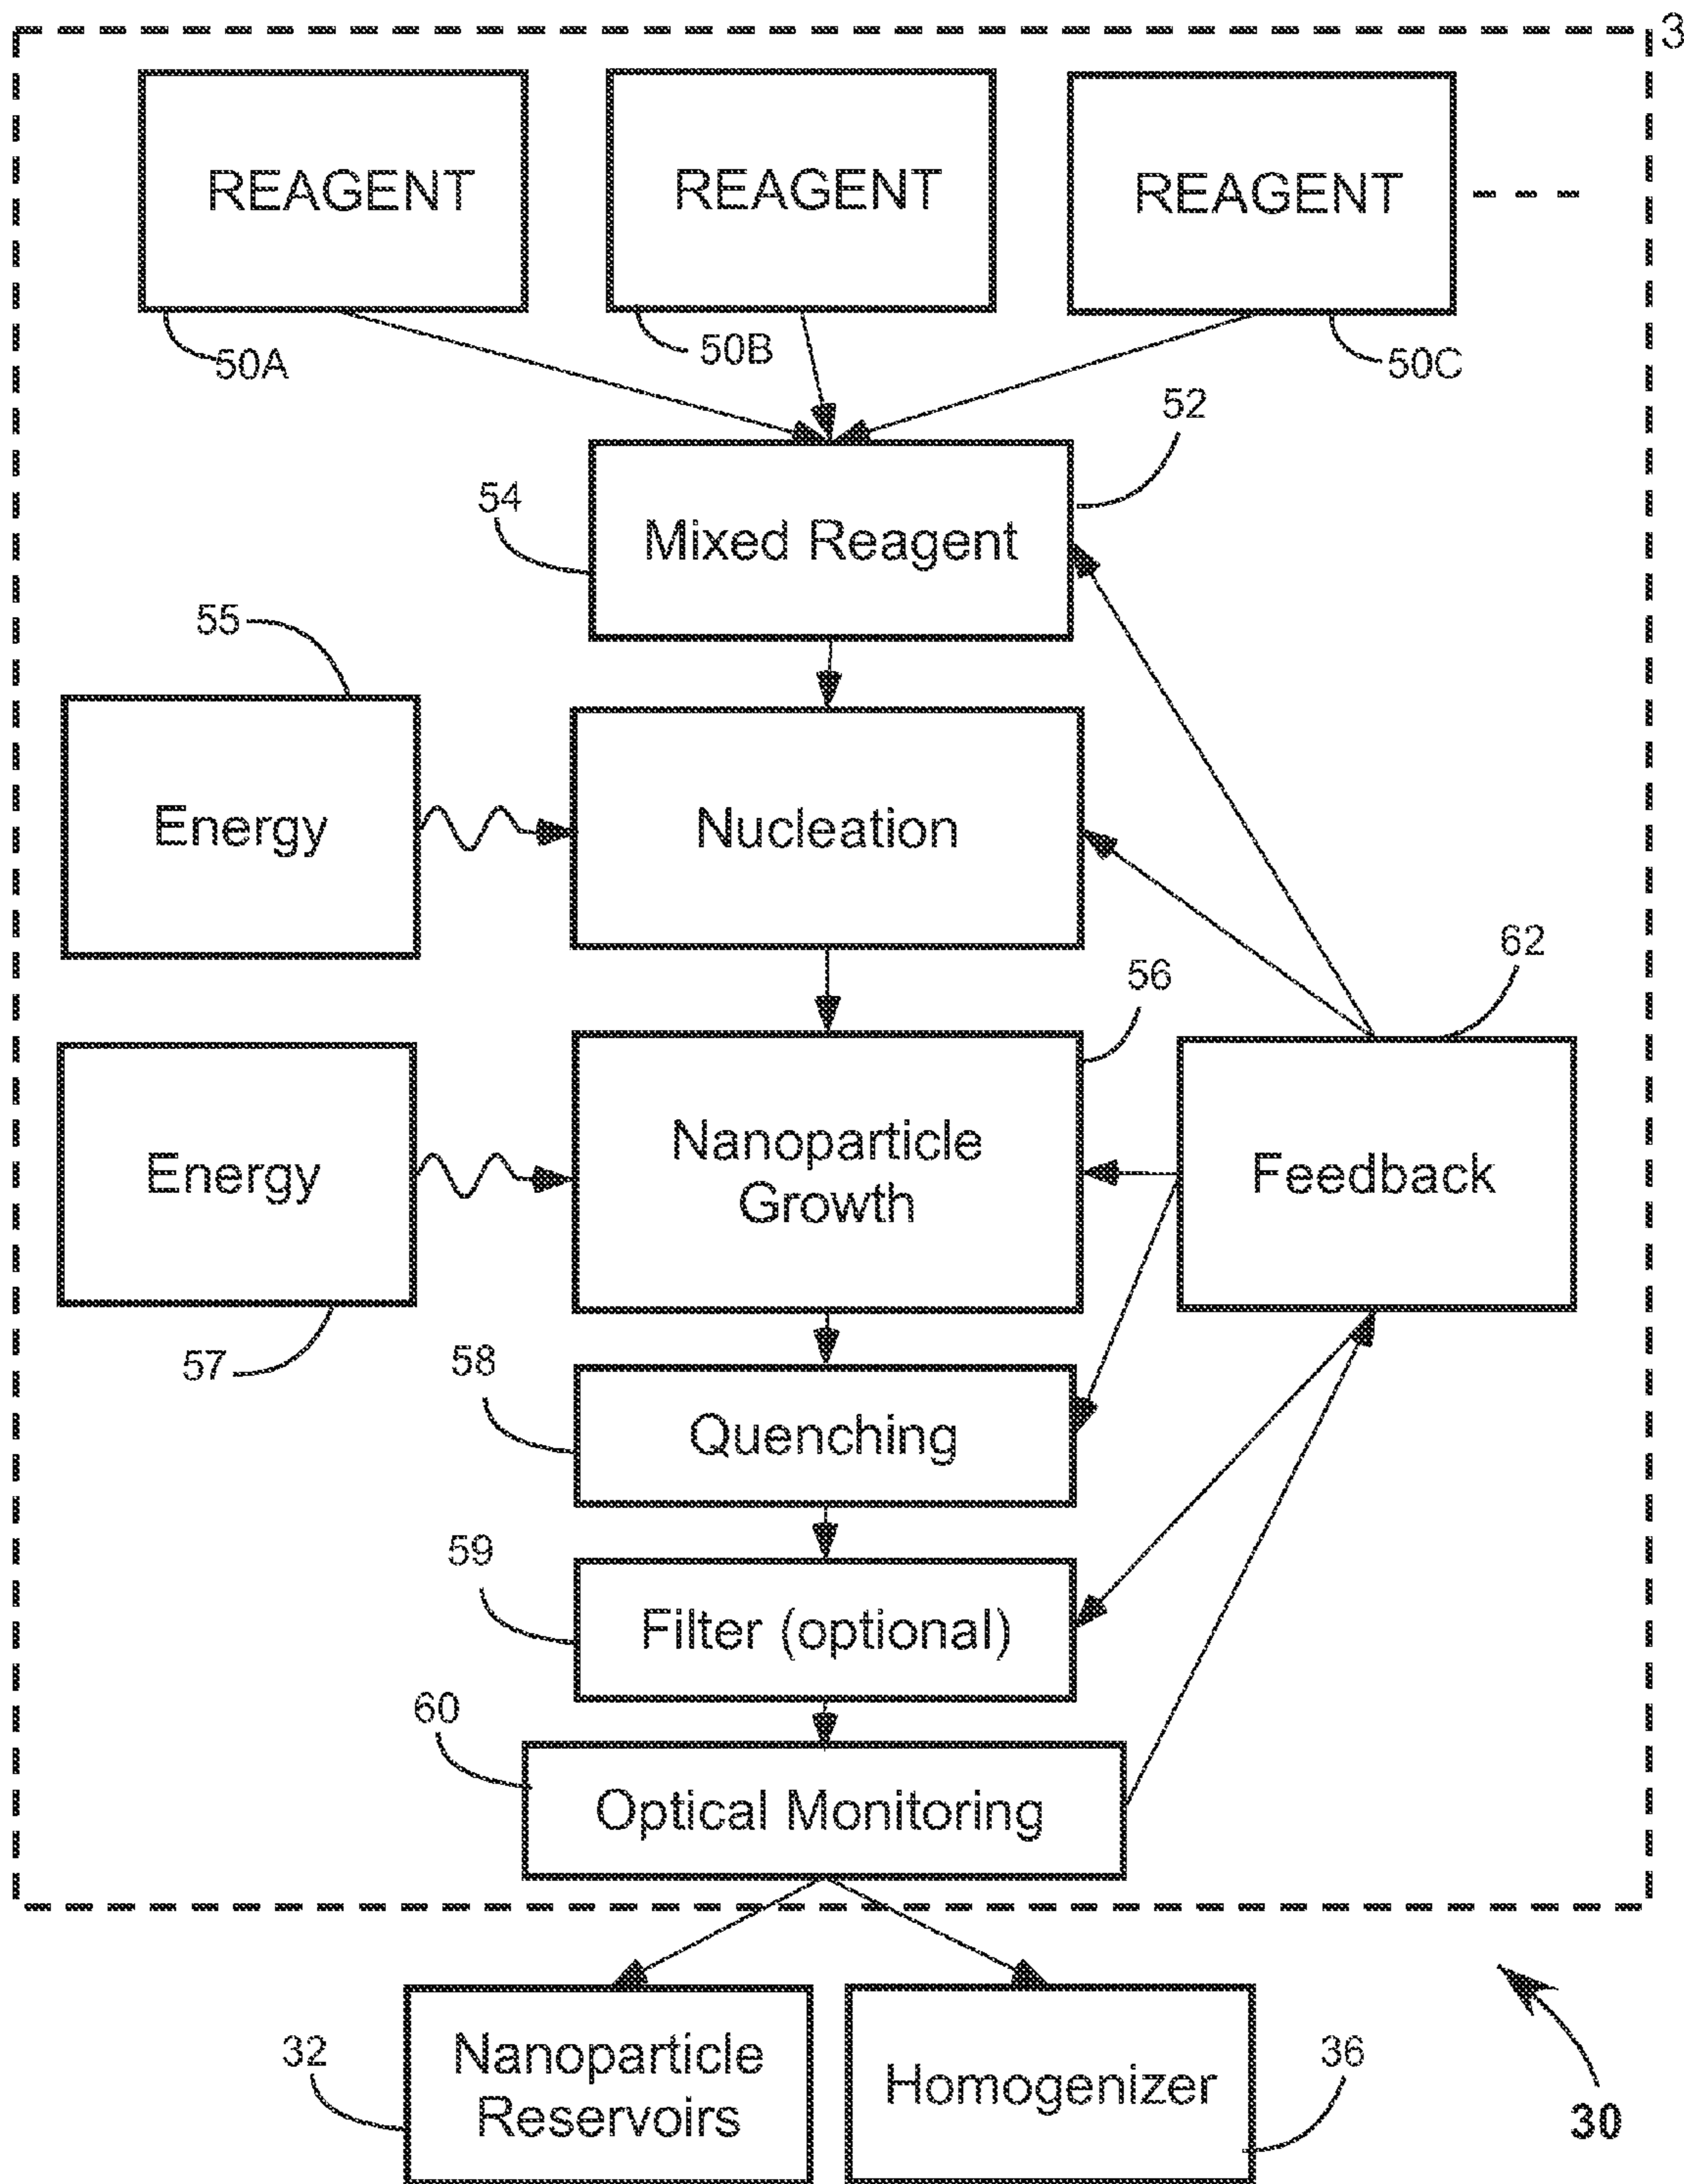 3
REAGENT
REAGENT
REAGENT
50A
50B
50C
52
54
Mixed Reagent
55
Energy
Nucleation
62
56
Energy
Nanoparticle
Growth
Feedback
57
58
Quenching
59
Filter (optional)
60
Optical Monitoring
32
Nanoparticle
Reservoirs
Homogenizer
36
30